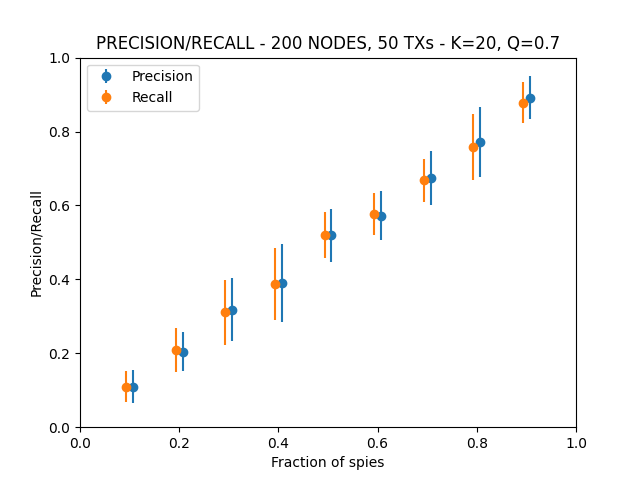 PRECISION/RECALL - 200 NODES, 50 TXs - K=20, Q=0.7
Precision
Recall
Precision/Recall
1.0
0.8
0.6
0.4
0.2
0.0
0.0 0.2 0.4 0.6 0.8 1.0
Fraction of spies